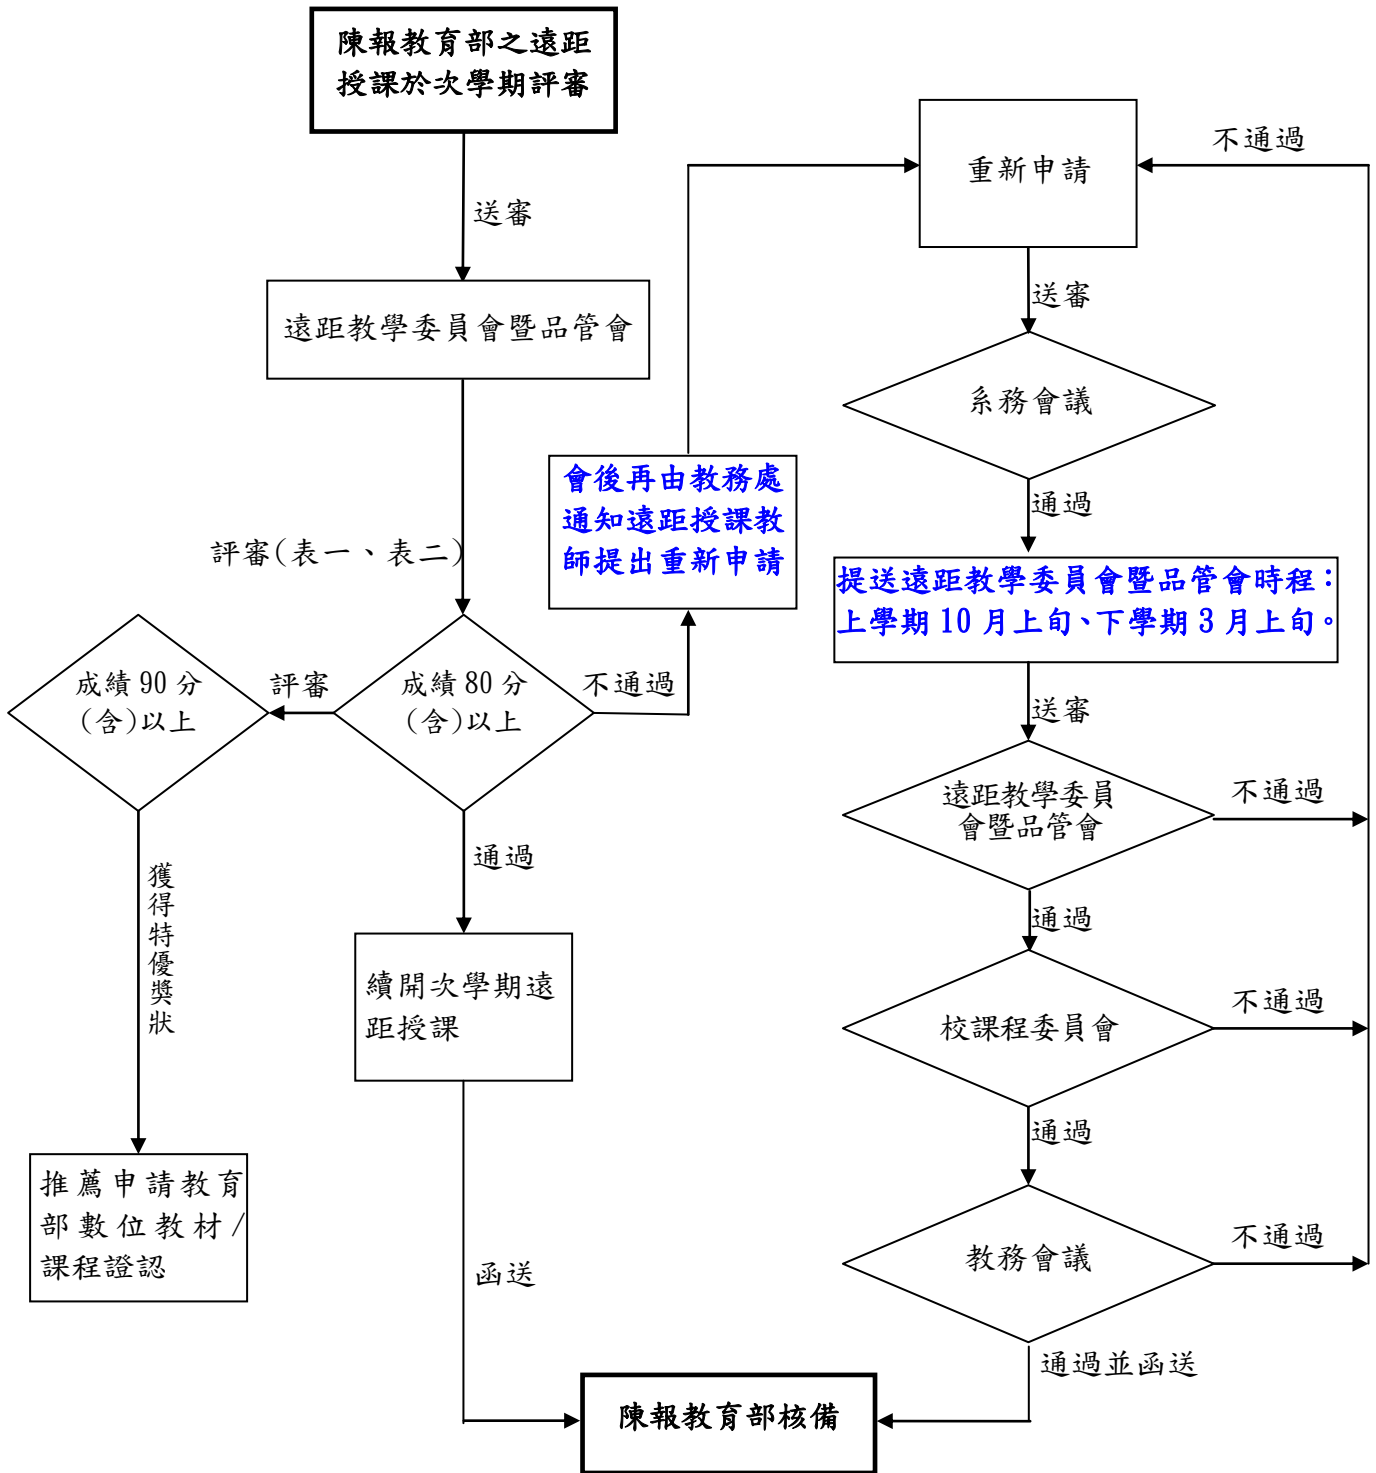 陳報教育部之遠距
授課於次學期評審
送審
遠距教學委員會暨品管會
評審(表一、表二)
成績 80 分
(含)以上
評審
成績 90 分
(含)以上
獲得特優獎狀
推薦申請教育
部數位教材/
課程證認
通過
續開次學期遠
距授課
函送
不通過
會後再由教務處
通知遠距授課教
師提出重新申請
重新申請
不通過
送審
系務會議
通過
提送遠距教學委員會暨品管會時程：
上學期 10 月上旬、下學期 3 月上旬。
送審
遠距教學委員
會暨品管會
不通過
通過
校課程委員會
不通過
通過
教務會議
不通過
通過並函送
陳報教育部核備